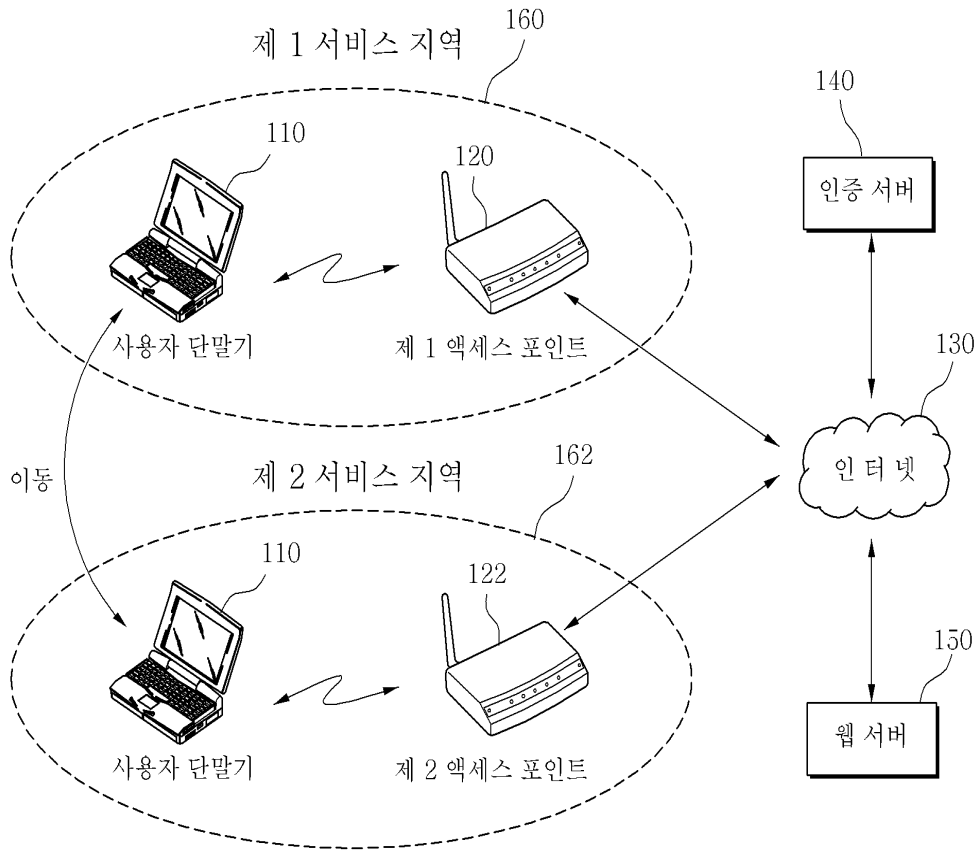 제 1 서비스 지역
160
110
120
사용자 단말기
제 1 액세스 포인트
140
인증 서버
130
인 터 넷
이동
제 2 서비스 지역
162
110
122
사용자 단말기
제 2 액세스 포인트
150
웹 서버